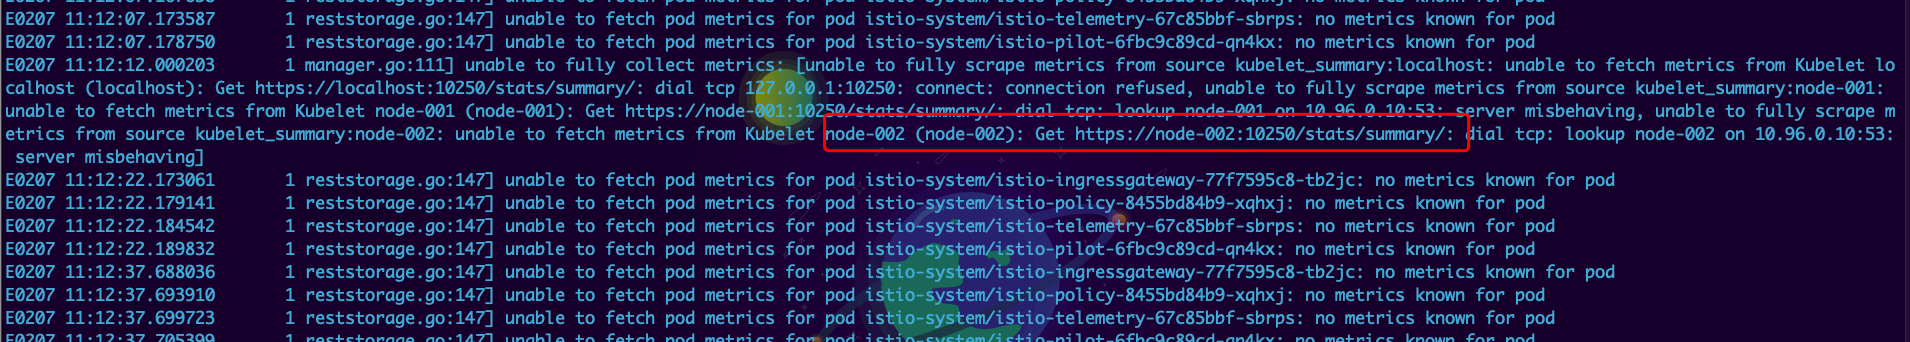 E0207 11:12:07.173587       1 reststorage.go:147] unable to fetch pod metrics for pod istio-system/istio-telemetry-67c85bbf-sbrps: no metrics known for pod
E0207 11:12:07.178750       1 reststorage.go:147] unable to fetch pod metrics for pod istio-system/istio-pilot-6fbc9c89cd-qn4kx: no metrics known for pod
E0207 11:12:12.000203       1 manager.go:111] unable to fully collect metrics: [unable to fully scrape metrics from source kubelet_summary:localhost: unable to fetch metrics from Kubelet lo
calhost (localhost): Get https://localhost:10250/stats/summary/: dial tcp 127.0.0.1:10250: connect: connection refused, unable to fully scrape metrics from source kubelet_summary:node-001:
unable to fetch metrics from Kubelet node-001 (node-001): Get https://node-001:10250/stats/summary/: dial tcp: lookup node-001 on 10.96.0.10:53: server misbehaving, unable to fully scrape m
etrics from source kubelet_summary:node-002: unable to fetch metrics from Kubelet node-002 (node-002): Get https://node-002:10250/stats/summary/: dial tcp: lookup node-002 on 10.96.0.10:53:
server misbehaving]
E0207 11:12:22.173061       1 reststorage.go:147] unable to fetch pod metrics for pod istio-system/istio-ingressgateway-77f7595c8-tb2jc: no metrics known for pod
E0207 11:12:22.179141       1 reststorage.go:147] unable to fetch pod metrics for pod istio-system/istio-policy-8455bd84b9-xqhxj: no metrics known for pod
E0207 11:12:22.184542       1 reststorage.go:147] unable to fetch pod metrics for pod istio-system/istio-telemetry-67c85bbf-sbrps: no metrics known for pod
E0207 11:12:22.189832       1 reststorage.go:147] unable to fetch pod metrics for pod istio-system/istio-pilot-6fbc9c89cd-qn4kx: no metrics known for pod
E0207 11:12:37.688036       1 reststorage.go:147] unable to fetch pod metrics for pod istio-system/istio-ingressgateway-77f7595c8-tb2jc: no metrics known for pod
E0207 11:12:37.693910       1 reststorage.go:147] unable to fetch pod metrics for pod istio-system/istio-policy-8455bd84b9-xqhxj: no metrics known for pod
E0207 11:12:37.699723       1 reststorage.go:147] unable to fetch pod metrics for pod istio-system/istio-telemetry-67c85bbf-sbrps: no metrics known for pod
E0207 11:12:37.705399       1 reststorage.go:147] unable to fetch pod metrics for pod istio-system/istio-pilot-6fbc9c89cd-qn4kx: no metrics known for pod